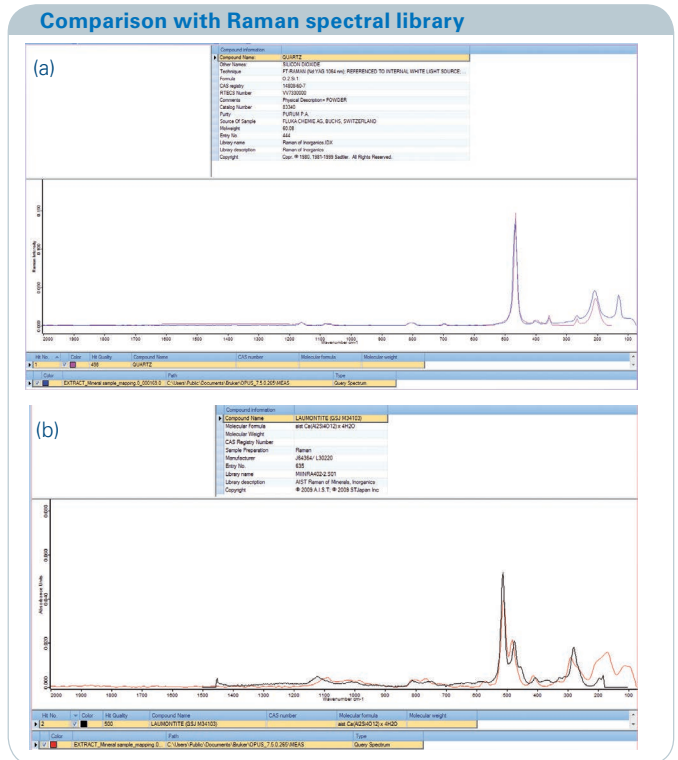 Comparison with Raman spectral library
(a)
Compound Information
Compound Name QUARTZ
Other Names SILICON DIOXIDE
Technique FT-RAMAN (Nd:YAG 1064 nm); REFERENCED TO INTERNAL WHITE LIGHT SOURCE; ...
Formula O 2 Si 1
CAS registry 14808-60-7
RTECS Number VV7330000
Comments Physical Description= POWDER
Catalog Number 83340
Purity PURUM P.A.
Source Of Sample FLUKA CHEMIE AG, BUCHS, SWITZERLAND
Molweight 60.08
Entry No. 444
Library name Raman of Inorganics.IDX
Library description Raman of Inorganics
Copyright Copr. © 1980, 1981-1999 Sadtler. All Rights Reserved.
Raman Intensity
2000 1900 1800 1700 1600 1500 1400 1300 1200 1100 1000 900 800 700 600 500 400 300 200
Wavenumber cm-1
Hit No. Color Hit Quality Compound Name CAS number Molecular formula Molecular weight
1 QUARTZ
Color Path Type
C:\Users\Public\Documents\Bruker\OPUS_7.5.0.265\MEAS Query Spectrum
(b)
Compound Information
Compound Name LAUMONTITE (GSJ M34103)
Molecular Formula aist Ca(Al2Si4O12) x 4H2O
Molecular Weight
CAS Registry Number
Sample Preparation Raman
Manufacturer J64364/ L30220
Entry No. 635
Library name
Library description AIST Raman of Minerals, Inorganics
Copyright © 2009 A.I.S.T; © 2009 STJapan Inc
Absorbance Units
0.000 0.020 0.040
2000 1900 1800 1700 1600 1500 1400 1300 1200 1100 1000 900 800 700 600 500 400 300 200 100
Wavenumber cm-1
Hit No. Color Hit Quality Compound Name CAS number Molecular formula Molecular weight
2 500 LAUMONTITE (GSJ M34103) aist Ca(Al2Si4O12) x 4H2O
Color Path Type
EXTRACT_Mineral sample_mapping.0... C:\Users\Public\Documents\Bruker\OPUS_7.5.0.265\MEAS Query Spectrum